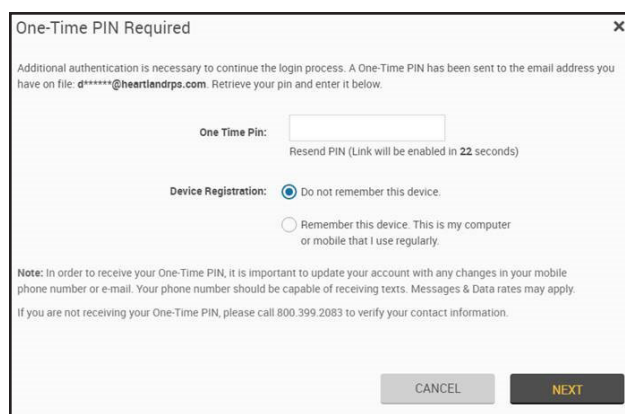 One-Time PIN Required
Additional authentication is necessary to continue the login process. A One-Time PIN has been sent to the email address you
have on file: d******@heartlandrps.com. Retrieve your pin and enter it below.
One Time Pin:
Resend PIN (Link will be enabled in 22 seconds)
Device Registration:
Do not remember this device.
Remember this device. This is my computer
or mobile that I use regularly.
Note: In order to receive your One-Time PIN, it is important to update your account with any changes in your mobile
phone number or e-mail. Your phone number should be capable of receiving texts. Messages & Data rates may apply.
If you are not receiving your One-Time PIN, please call 800.399.2083 to verify your contact information.
CANCEL
NEXT